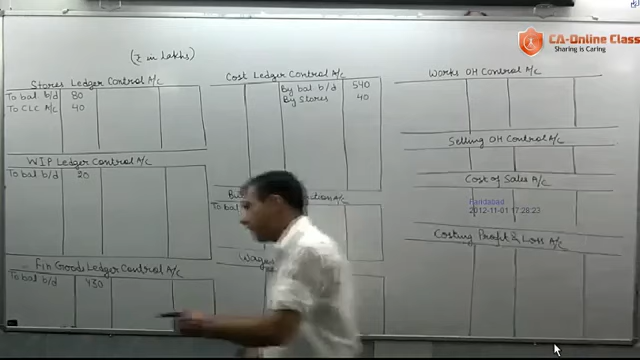 (₹ in Lakhs)
CA-Online Class
Sharing is Caring
Stores Ledger Control A/c
To bal b/d 80
To CLC A/c 40
Cost Ledger Control A/c
By bal b/d 540
By Stores 40
Works OH Control A/c
Selling OH Control A/c
Cost of Sales A/c
Faridabad
2012-11-01 17:28:23
Costing Profit & Loss A/c
WIP Ledger Control A/c
To bal b/d
To bal
A/c
Wages
Fin Goods Ledger Control A/c
To bal b/d 430